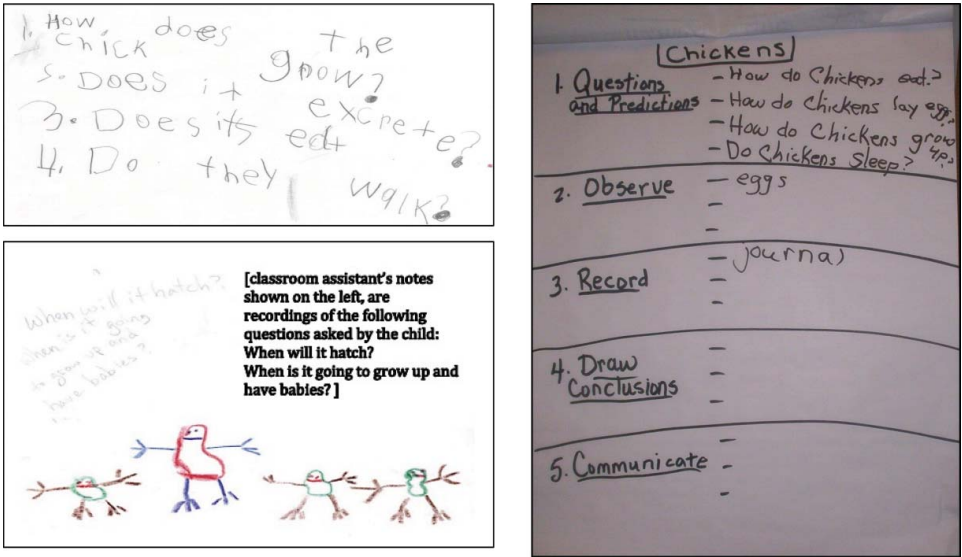 1. How does the
chick grow?
5. Does it excrete?
3. Does its eat
4. Do they walk?
When will it hatch?
when is it going
to grow up and
have babies?
[classroom assistant's notes
shown on the left, are
recordings of the following
questions asked by the child:
When will it hatch?
When is it going to grow up and
have babies? ]
Chickens
1. Questions and Predictions
- How do Chickens eat?
- How do Chickens lay eggs?
- How do Chickens grow up?
- Do Chickens Sleep?
2. Observe
- eggs
-
-
3. Record
- journal
-
-
4. Draw
Conclusions
-
-
-
5. Communicate
-
-
-